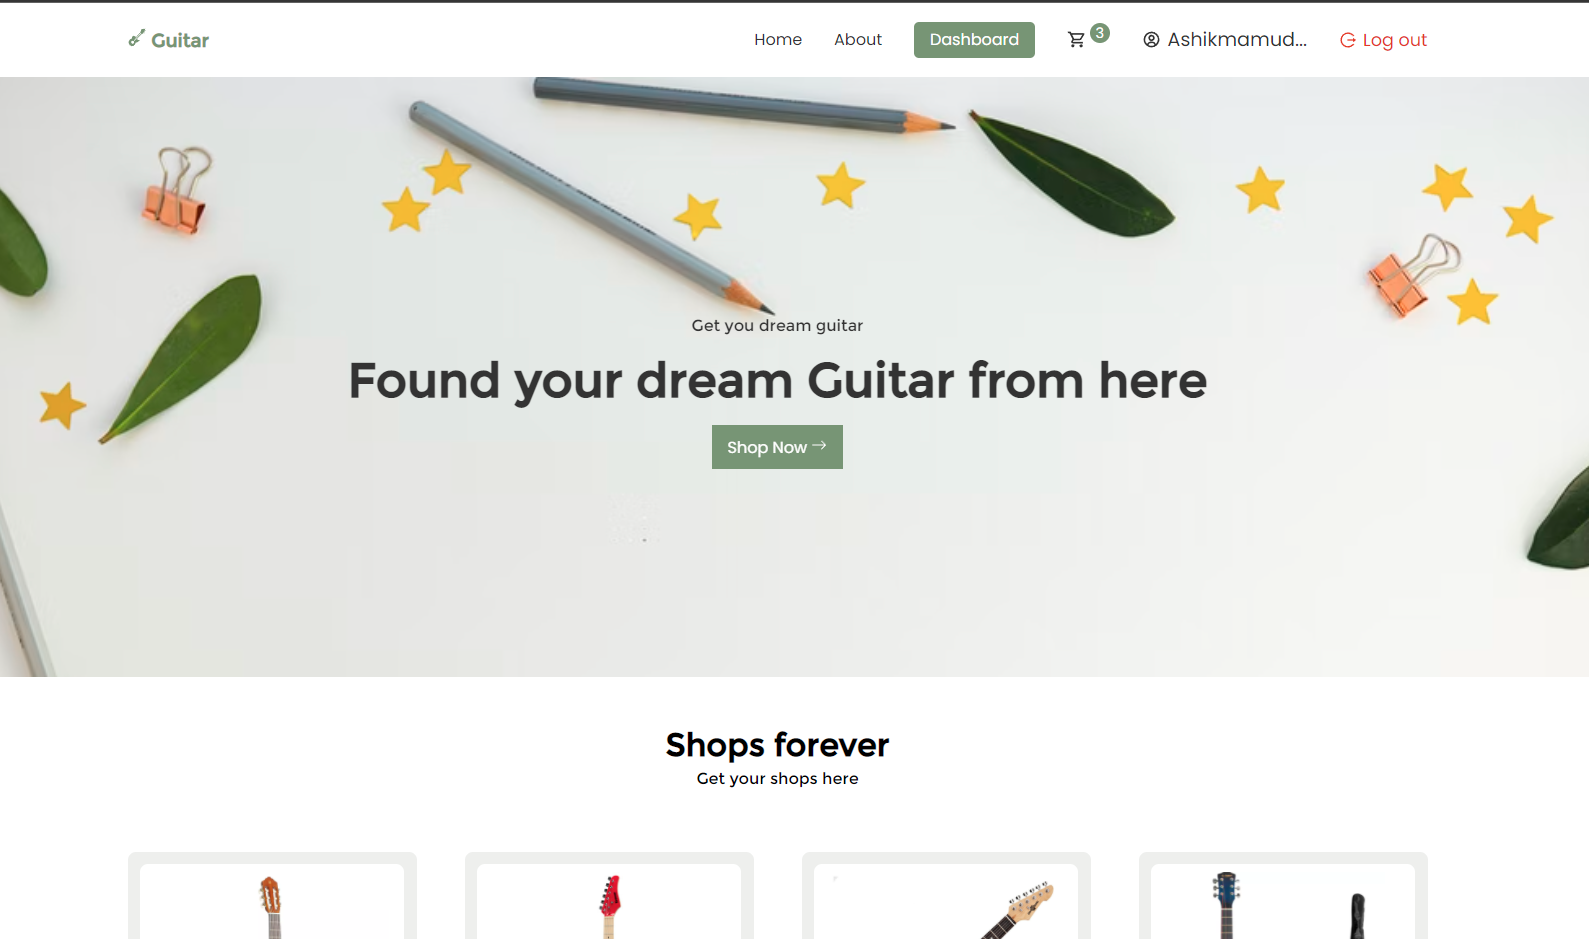 Guitar
Home About Dashboard 3 Ashikmamud... Log out
Get you dream guitar
Found your dream Guitar from here
Shop Now
Shops forever
Get your shops here